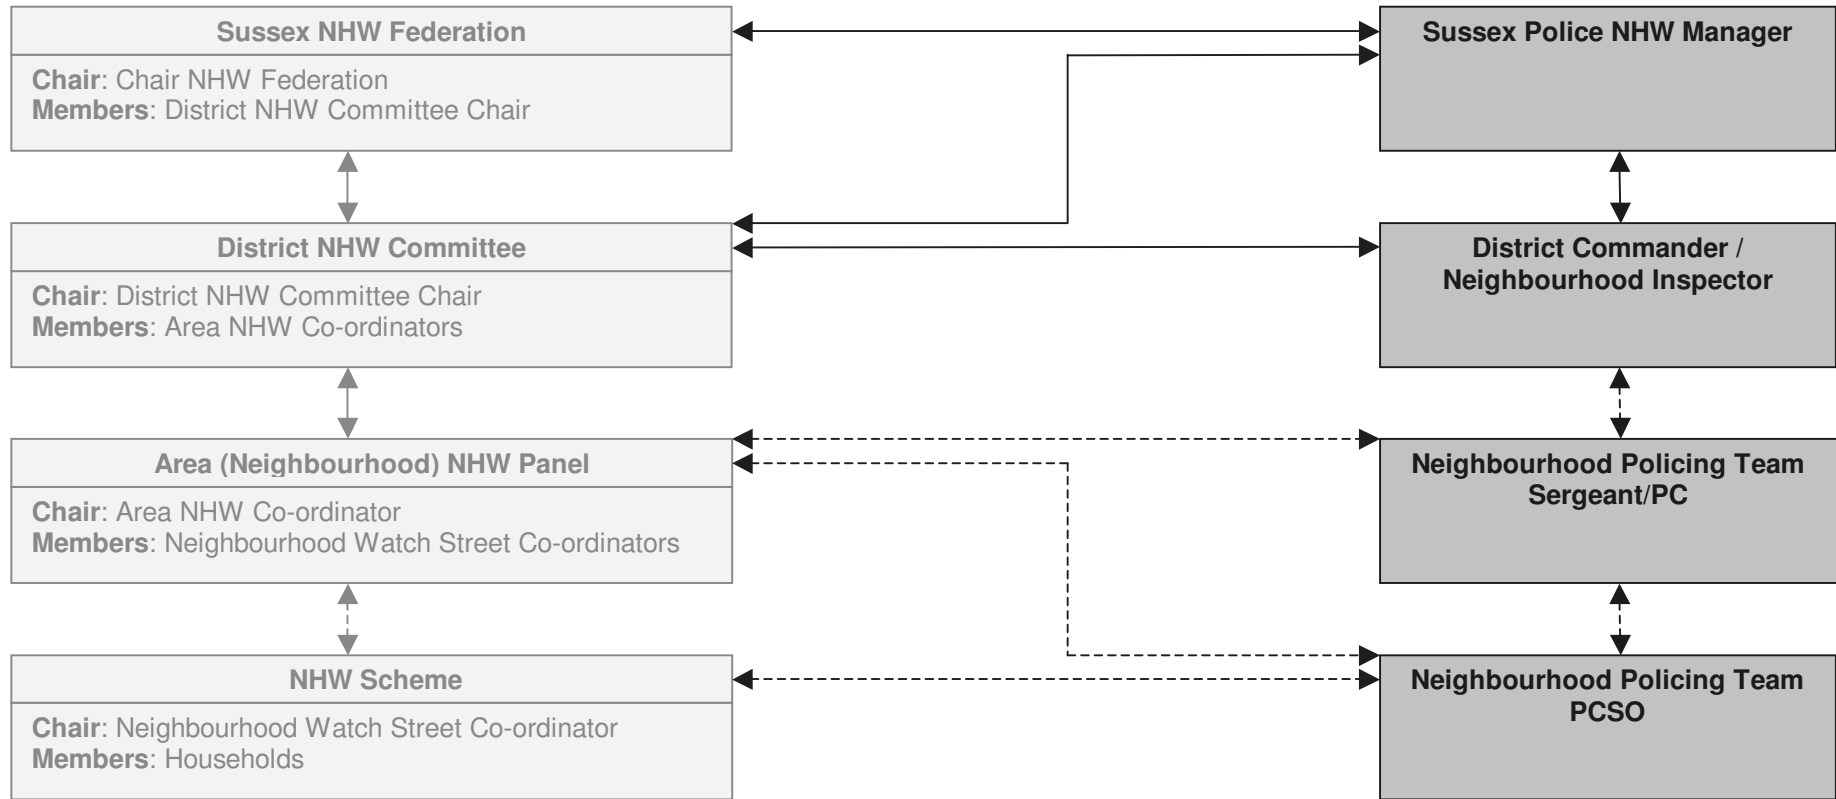 Sussex NHW Federation
Chair: Chair NHW Federation
Members: District NHW Committee Chair
Sussex Police NHW Manager
District NHW Committee
Chair: District NHW Committee Chair
Members: Area NHW Co-ordinators
District Commander /
Neighbourhood Inspector
Area (Neighbourhood) NHW Panel
Chair: Area NHW Co-ordinator
Members: Neighbourhood Watch Street Co-ordinators
Neighbourhood Policing Team
Sergeant/PC
NHW Scheme
Chair: Neighbourhood Watch Street Co-ordinator
Members: Households
Neighbourhood Policing Team
PCSO